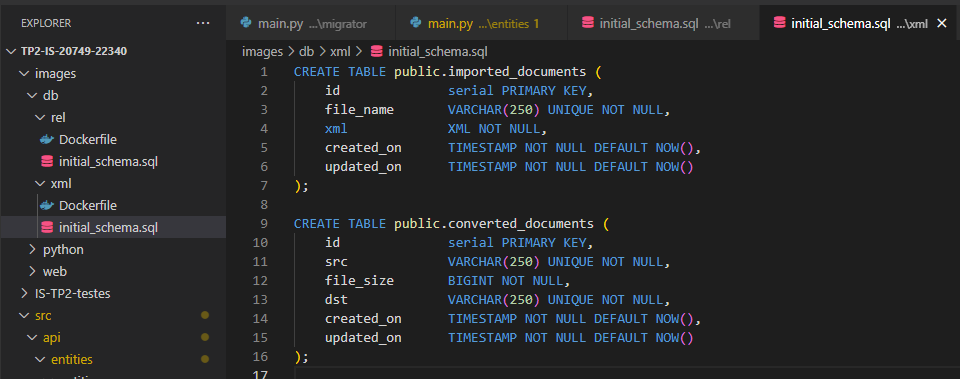 EXPLORER
TP2-IS-20749-22340
images
db
rel
Dockerfile
initial_schema.sql
xml
Dockerfile
initial_schema.sql
python
web
IS-TP2-testes
src
api
entities
main.py ...\migrator
main.py ...\entities 1
initial_schema.sql ...\rel
initial_schema.sql ...\xml
images > db > xml > initial_schema.sql
1 CREATE TABLE public.imported_documents (
2 id serial PRIMARY KEY,
3 file_name VARCHAR(250) UNIQUE NOT NULL,
4 xml XML NOT NULL,
5 created_on TIMESTAMP NOT NULL DEFAULT NOW(),
6 updated_on TIMESTAMP NOT NULL DEFAULT NOW()
7 );
8
9 CREATE TABLE public.converted_documents (
10 id serial PRIMARY KEY,
11 src VARCHAR(250) UNIQUE NOT NULL,
12 file_size BIGINT NOT NULL,
13 dst VARCHAR(250) UNIQUE NOT NULL,
14 created_on TIMESTAMP NOT NULL DEFAULT NOW(),
15 updated_on TIMESTAMP NOT NULL DEFAULT NOW()
16 );
17